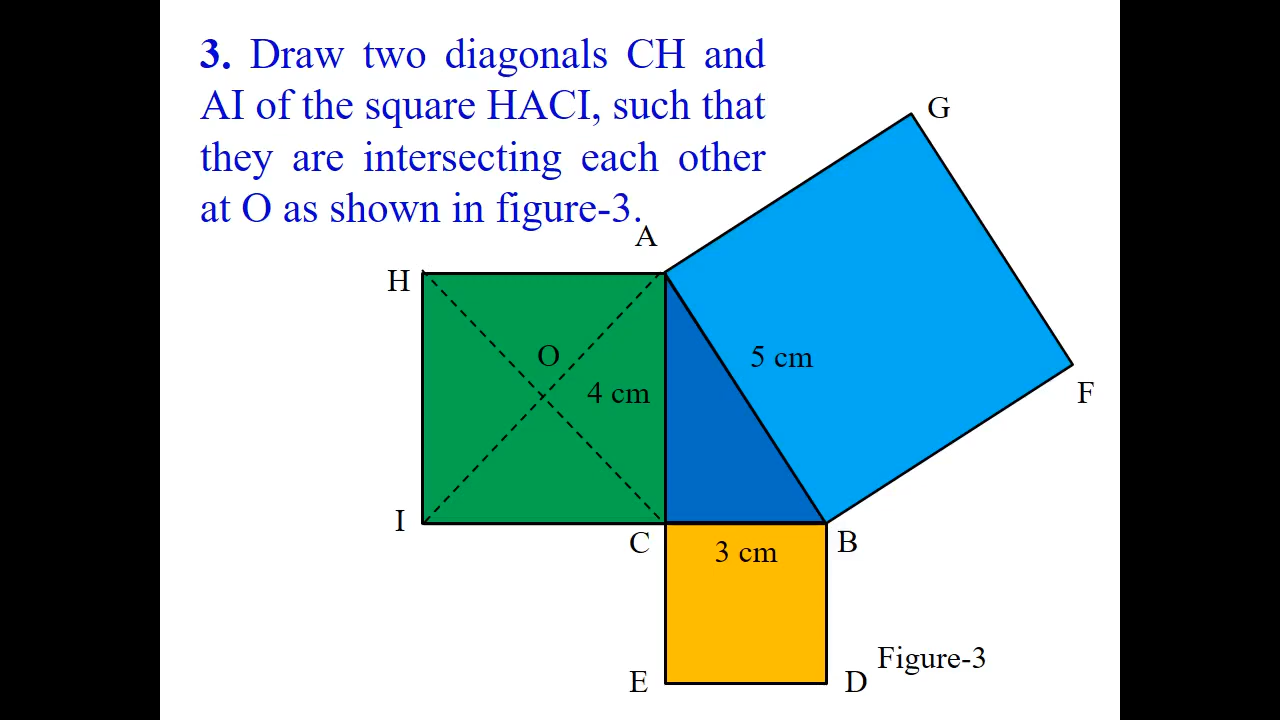 3. Draw two diagonals CH and
AI of the square HACI, such that
they are intersecting each other
at O as shown in figure-3.
G
A
H
O
5 cm
4 cm
F
I
C
3 cm
B
E
D
Figure-3